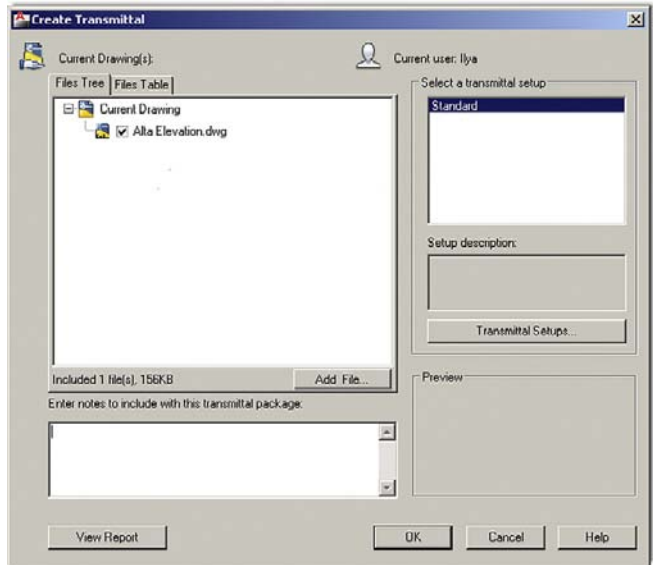 Create Transmittal
Current Drawing(s):
Current user: Ilya
Files Tree
Files Table
Current Drawing
Alta Elevation.dwg
Included 1 file(s), 156KB
Add File...
Enter notes to include with this transmittal package:
Select a transmittal setup
Standard
Setup description:
Transmittal Setups...
Preview
View Report
OK
Cancel
Help